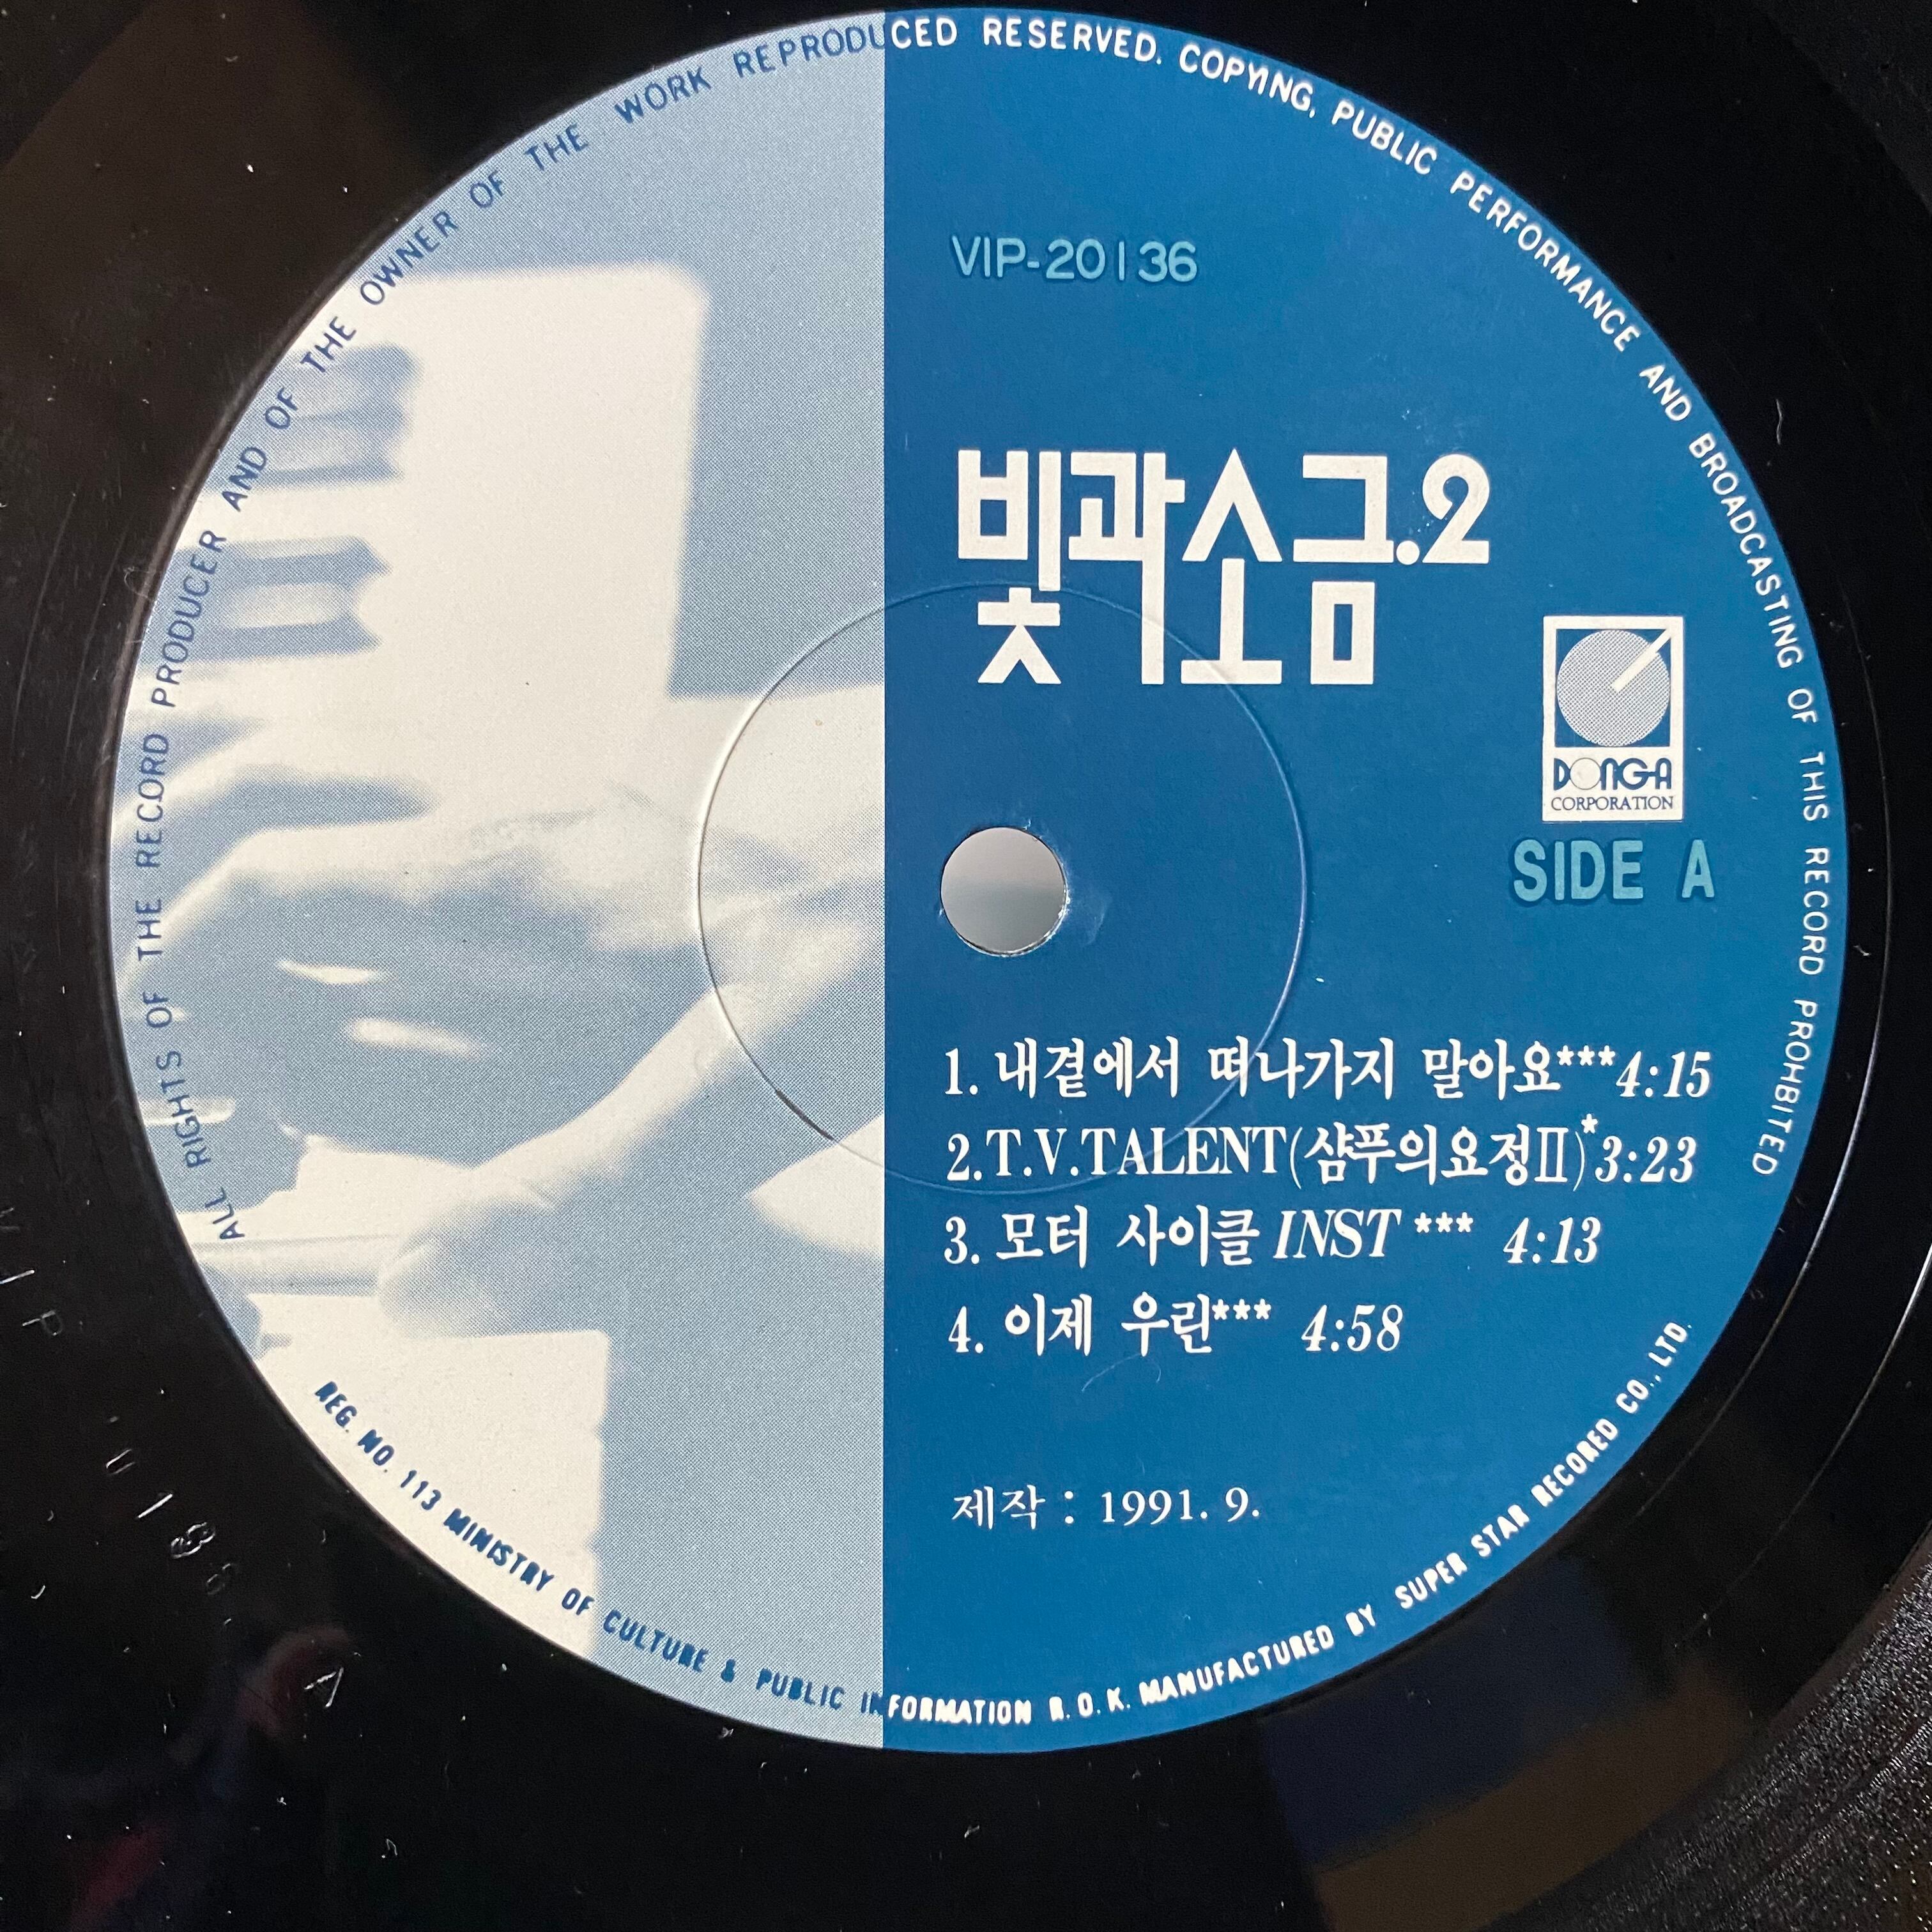 ALL RIGHTS OF THE RECORD PRODUCER AND OF THE OWNER OF THE WORK REPRODUCED RESERVED. COPYING, PUBLIC PERFORMANCE AND BROADCASTING OF THIS RECORD PROHIBITED
VIP-20136
빛과소금.2
DONG-A
CORPORATION
SIDE A
1. 내곁에서 떠나가지 말아요***4:15
2.T.V.TALENT(샴푸의요정Ⅱ)*3:23
3. 모터 사이클 INST *** 4:13
4. 이제 우린*** 4:58
제작 : 1991. 9.
REG. NO. 113 MINISTRY OF CULTURE & PUBLIC INFORMATION R.O.K. MANUFACTURED BY SUPER STAR RECORED CO., LTD.